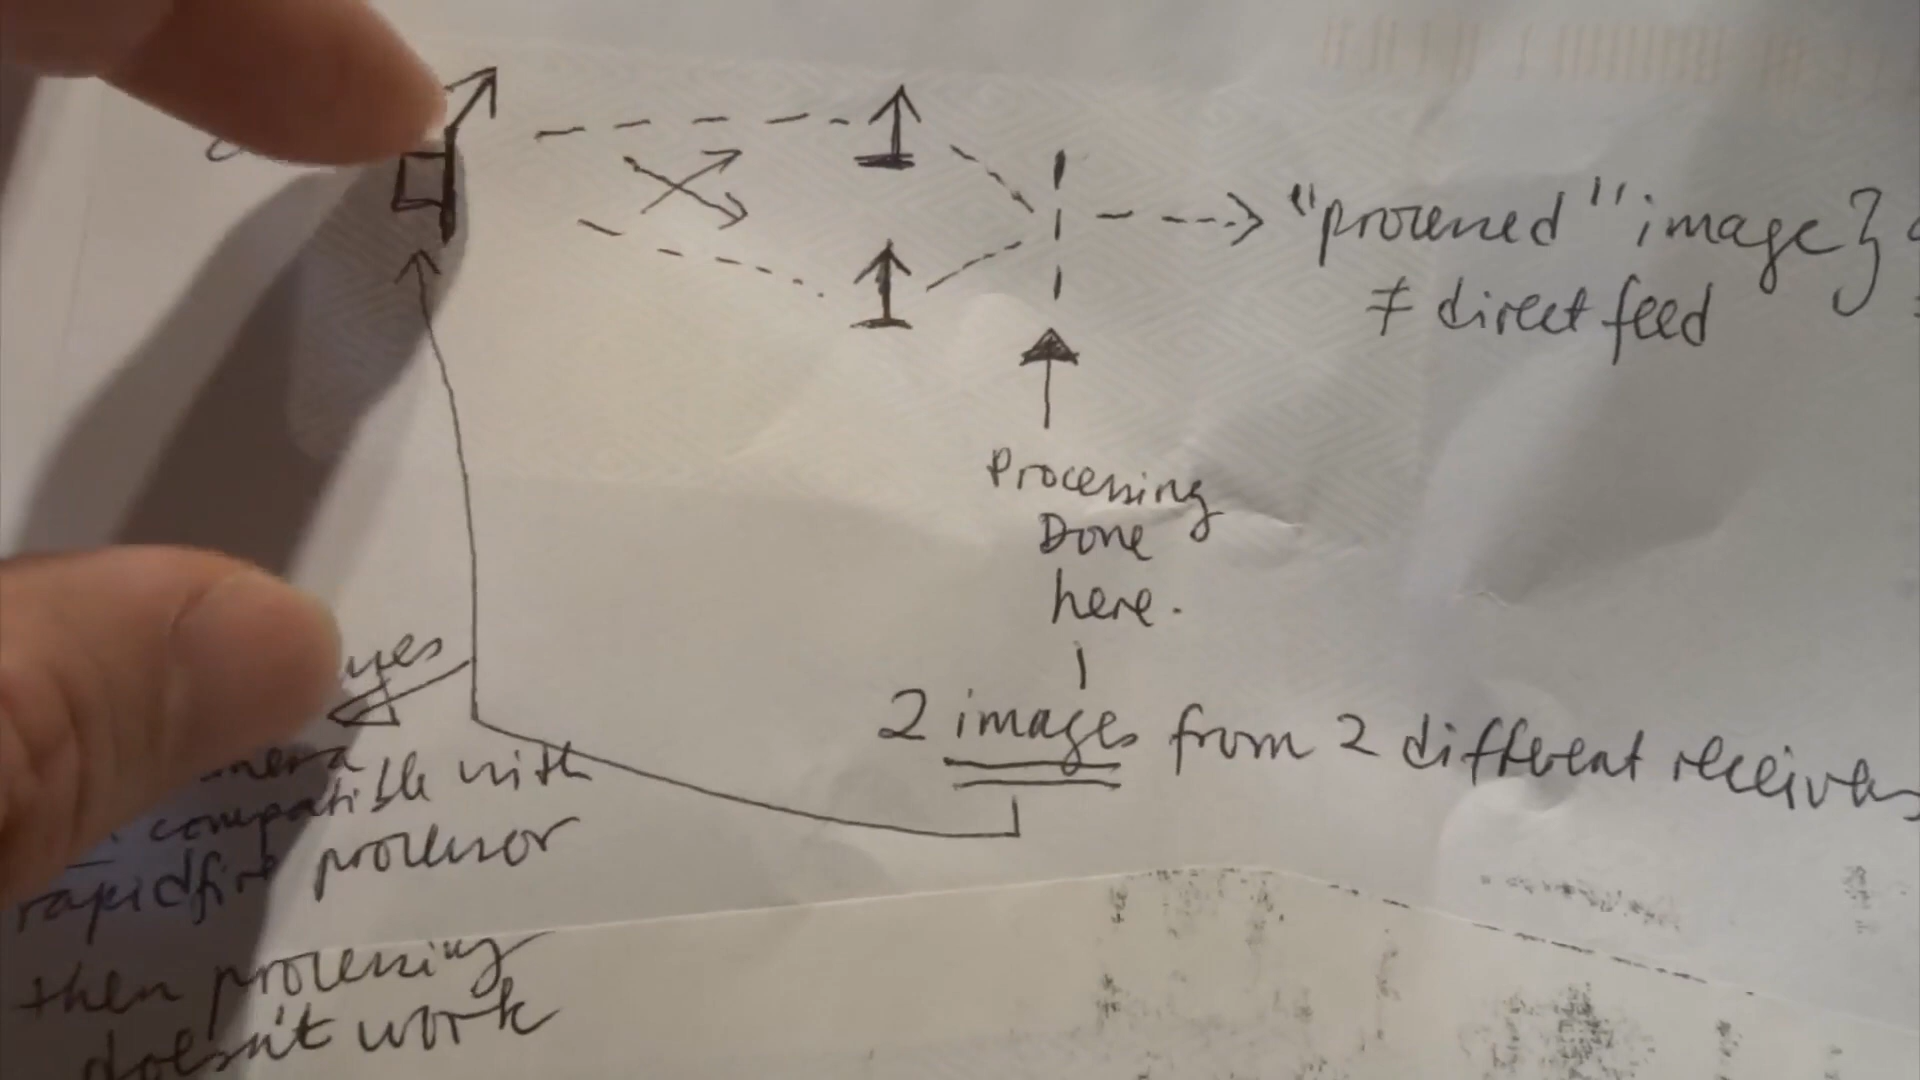 "processed" image}
≠ direct feed
Processing
Done
here.
2 images from 2 different receivers
yes
compatible with
rapidfire processor
then processing
doesn't work